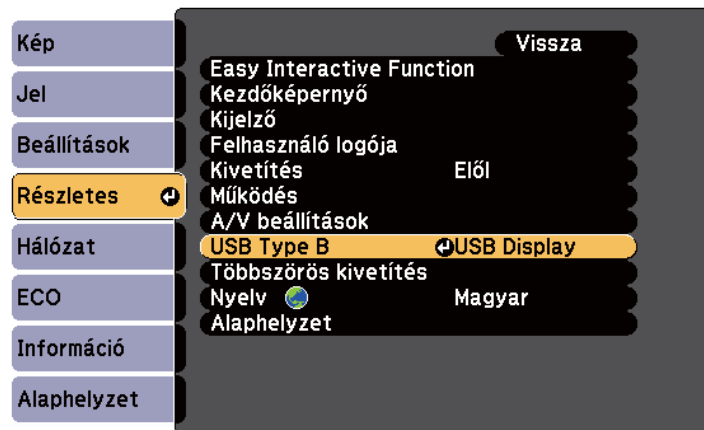 Kép
Jel
Beállítások
Részletes
Hálózat
ECO
Információ
Alaphelyzet
Vissza
Easy Interactive Function
Kezdőképernyő
Kijelző
Felhasználó logója
Kivetítés Elől
Működés
A/V beállítások
USB Type B USB Display
Többszörös kivetítés
Nyelv Magyar
Alaphelyzet